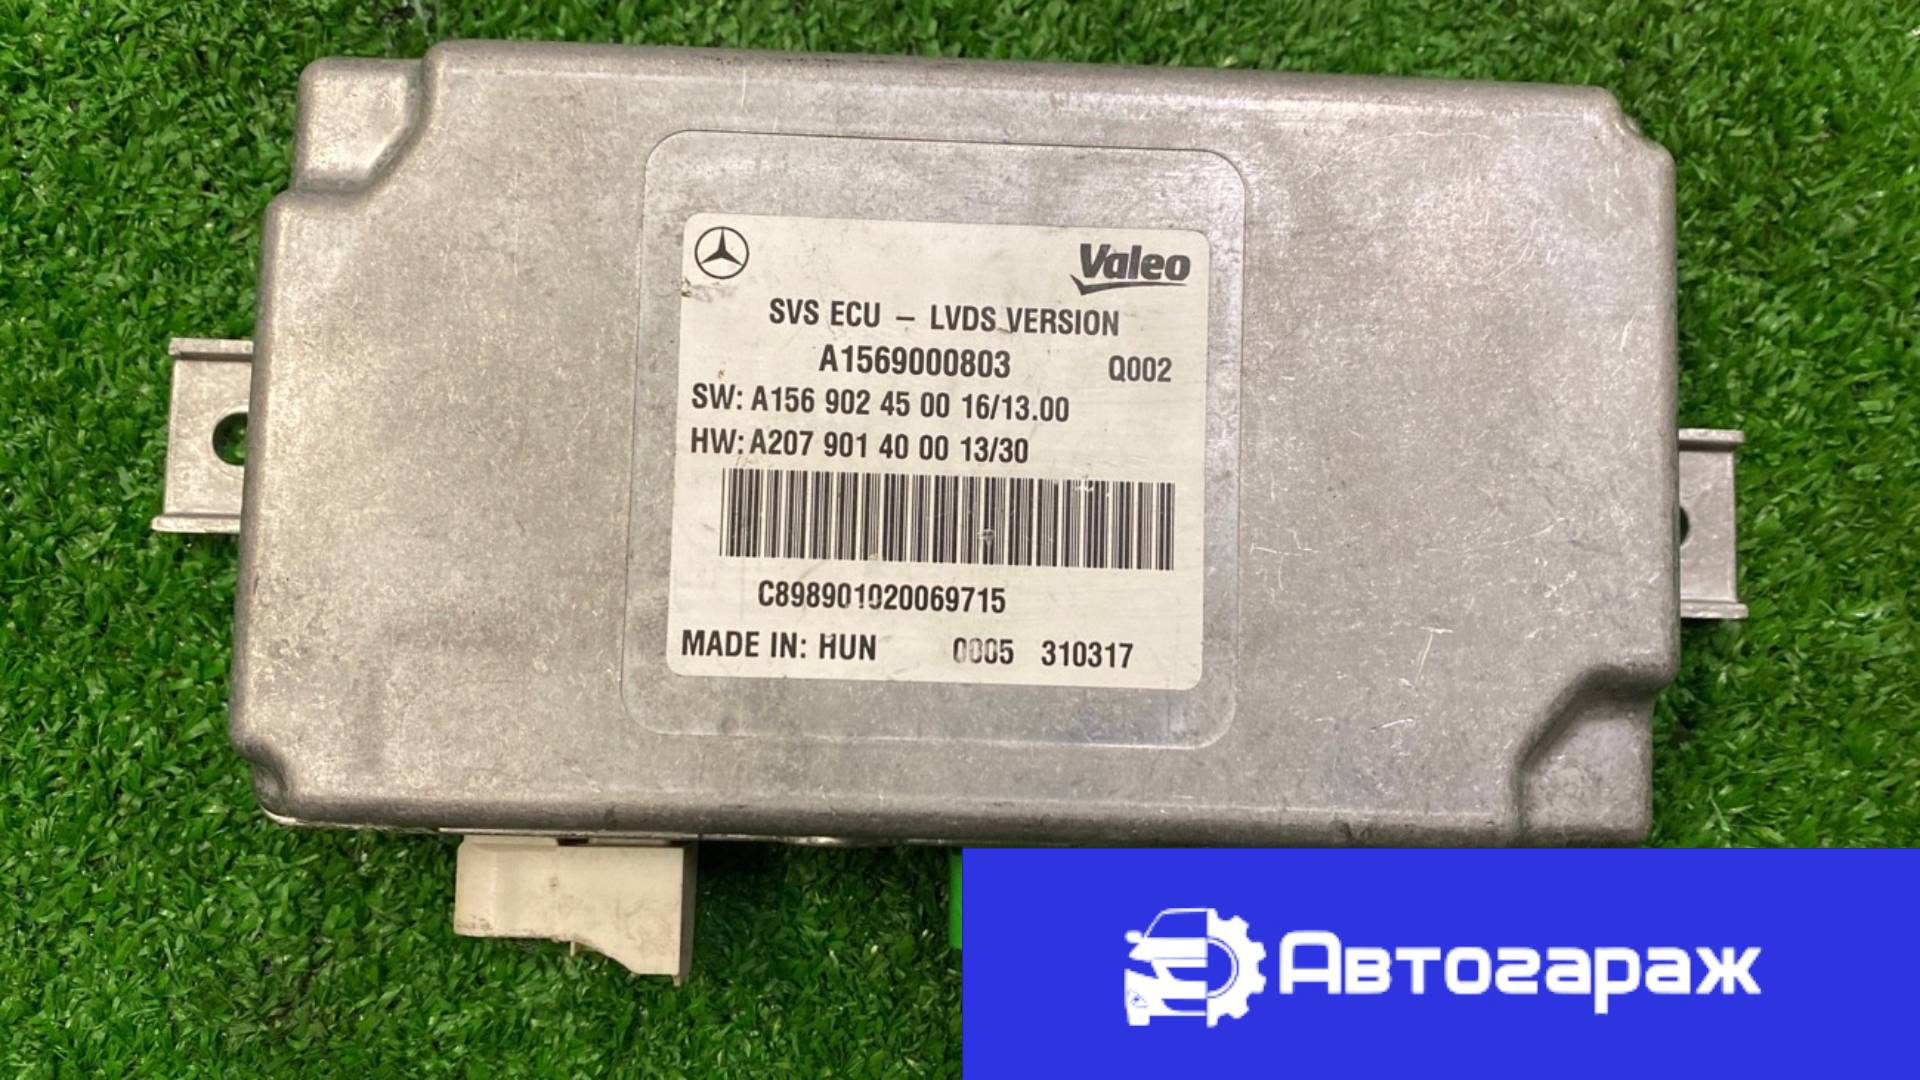 Valeo
SVS ECU – LVDS VERSION
A1569000803 Q002
SW: A156 902 45 00 16/13.00
HW: A207 901 40 00 13/30
C898901020069715
MADE IN: HUN 0005 310317
Автогараж